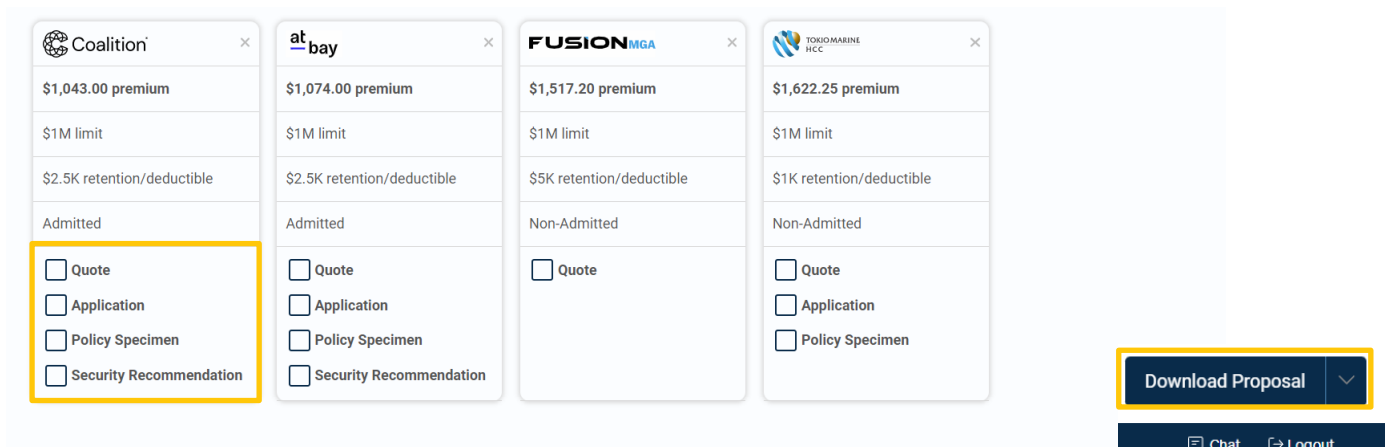 Coalition
$1,043.00 premium
$1M limit
$2.5K retention/deductible
Admitted
Quote
Application
Policy Specimen
Security Recommendation
at
bay
$1,074.00 premium
$1M limit
$2.5K retention/deductible
Admitted
Quote
Application
Policy Specimen
Security Recommendation
FUSION MGA
$1,517.20 premium
$1M limit
$5K retention/deductible
Non-Admitted
Quote
TOKIO MARINE
HCC
$1,622.25 premium
$1M limit
$1K retention/deductible
Non-Admitted
Quote
Application
Policy Specimen
Download Proposal
Chat Logout